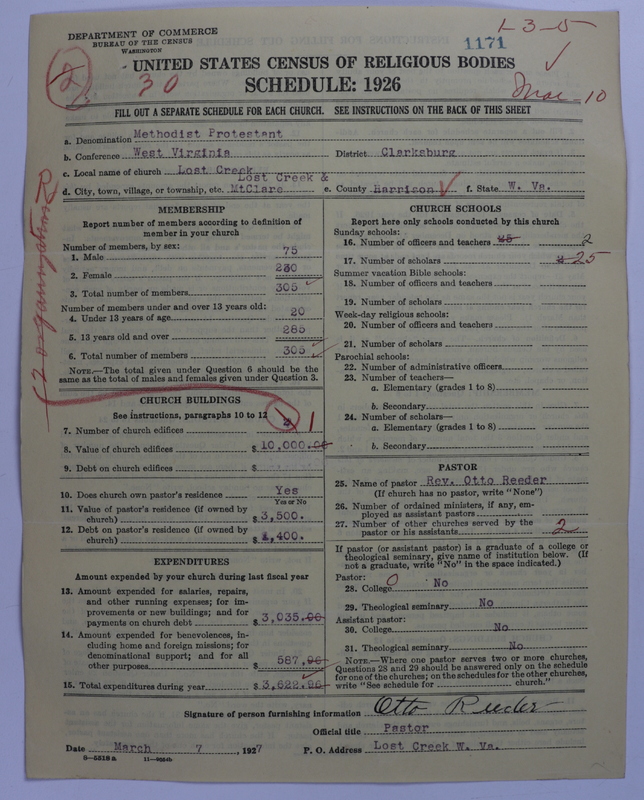 DEPARTMENT OF COMMERCE
BUREAU OF THE CENSUS
WASHINGTON
1-3-5
1171
UNITED STATES CENSUS OF RELIGIOUS BODIES
2
30
SCHEDULE: 1926
10
FILL OUT A SEPARATE SCHEDULE FOR EACH CHURCH. SEE INSTRUCTIONS ON THE BACK OF THIS SHEET
a. Denomination Methodist Protestant
b. Conference West Virginia District Clarksburg
c. Local name of church Lost Creek
d. City, town, village, or township, etc. Lost Creek & MtClare e. County Harrison f. State W. Va.
(2 organizations)
MEMBERSHIP
Report number of members according to definition of
member in your church
Number of members, by sex:
1. Male 75
2. Female 230
3. Total number of members 305
Number of members under and over 13 years old:
4. Under 13 years of age 20
5. 13 years old and over 285
6. Total number of members 305
NOTE.—The total given under Question 6 should be the
same as the total of males and females given under Question 3.
CHURCH BUILDINGS
See instructions, paragraphs 10 to 12
7. Number of church edifices 2 1
8. Value of church edifices $ 10,000.00
9. Debt on church edifices $
10. Does church own pastor's residence Yes
Yes or No
11. Value of pastor's residence (if owned by
church) $ 3,500.
12. Debt on pastor's residence (if owned by
church) $ 1,400.
EXPENDITURES
Amount expended by your church during last fiscal year
13. Amount expended for salaries, repairs,
and other running expenses; for im-
provements or new buildings; and for
payments on church debt $ 3,035.00
14. Amount expended for benevolences, in-
cluding home and foreign missions; for
denominational support; and for all
other purposes $ 587.96
15. Total expenditures during year $ 3,622.96
CHURCH SCHOOLS
Report here only schools conducted by this church
Sunday schools:
16. Number of officers and teachers 2
17. Number of scholars 25
Summer vacation Bible schools:
18. Number of officers and teachers
19. Number of scholars
Week-day religious schools:
20. Number of officers and teachers
21. Number of scholars
Parochial schools:
22. Number of administrative officers
23. Number of teachers—
a. Elementary (grades 1 to 8)
b. Secondary
24. Number of scholars—
a. Elementary (grades 1 to 8)
b. Secondary
PASTOR
25. Name of pastor Rev. Otto Reeder
(If church has no pastor, write "None")
26. Number of ordained ministers, if any, em-
ployed as assistant pastors
27. Number of other churches served by the
pastor or his assistants 2
If pastor (or assistant pastor) is a graduate of a college or
theological seminary, give name of institution below. (If
not a graduate, write "No" in the space indicated.)
Pastor:
28. College 0 No
29. Theological seminary No
Assistant pastor:
30. College No
31. Theological seminary No
NOTE.—Where one pastor serves two or more churches,
Questions 28 and 29 should be answered only on the schedule
for one of the churches; on the schedules for the other churches,
write "See schedule for church."
Signature of person furnishing information Otto Reeder
Official title Pastor
Date March 7, 1927 P. O. Address Lost Creek W. Va.
8—5518a 11—9664b